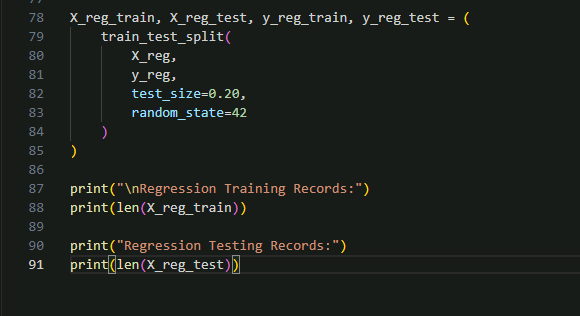 78 X_reg_train, X_reg_test, y_reg_train, y_reg_test = (
79     train_test_split(
80         X_reg,
81         y_reg,
82         test_size=0.20,
83         random_state=42
84     )
85 )
86
87 print("\nRegression Training Records:")
88 print(len(X_reg_train))
89
90 print("Regression Testing Records:")
91 print(len(X_reg_test))